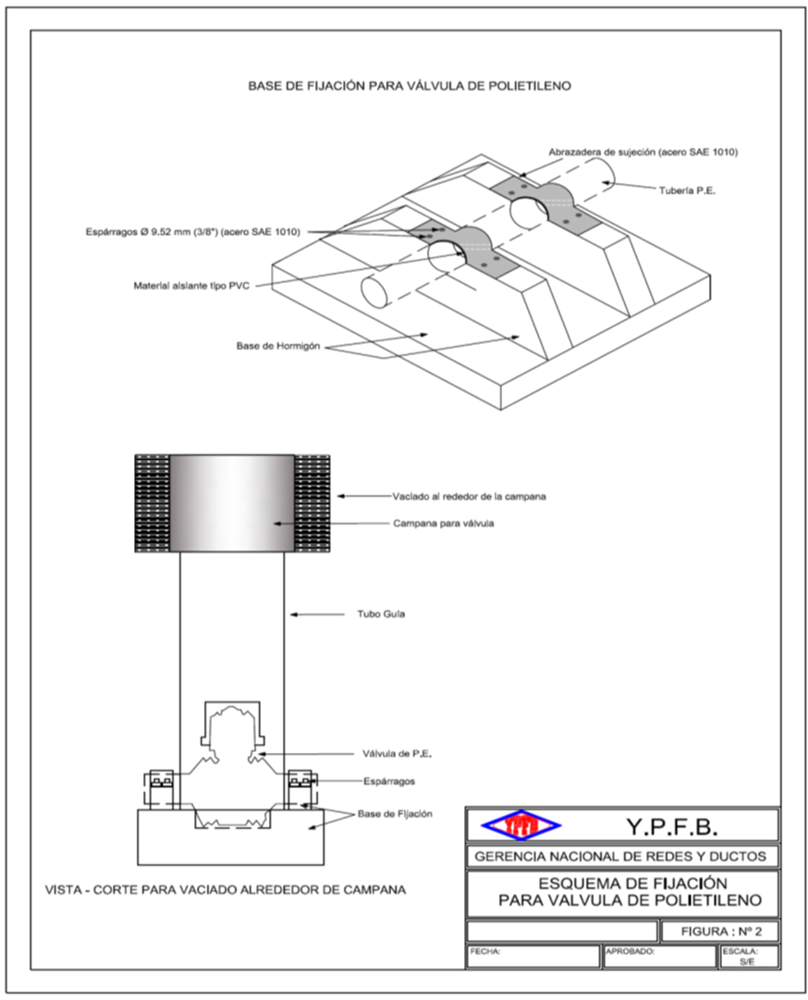 BASE DE FIJACIÓN PARA VÁLVULA DE POLIETILENO
Abrazadera de sujeción (acero SAE 1010)
Tubería P.E.
Espárragos Ø 9.52 mm (3/8") (acero SAE 1010)
Material aislante tipo PVC
Base de Hormigón
Vaciado al rededor de la campana
Campana para válvula
Tubo Guía
Válvula de P.E.
Espárragos
Base de Fijación
VISTA - CORTE PARA VACIADO ALRÉDEDOR DE CAMPANA
YPFB
Y.P.F.B.
GERENCIA NACIONAL DE REDES Y DUCTOS
ESQUEMA DE FIJACIÓN
PARA VALVULA DE POLIETILENO
FIGURA : Nº 2
FECHA:
APROBADO:
ESCALA:
S/E